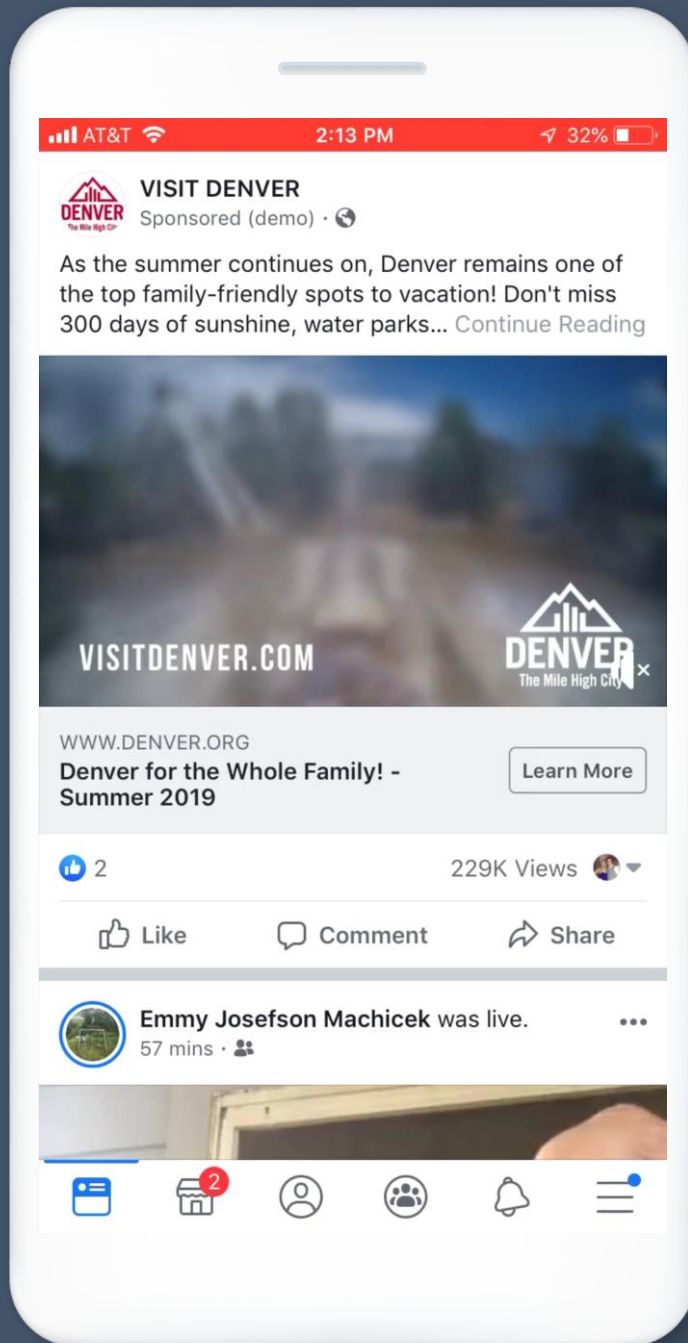 AT&T 2:13 PM 32%
VISIT DENVER
DENVER
The Mile High City
Sponsored (demo) ·
As the summer continues on, Denver remains one of
the top family-friendly spots to vacation! Don't miss
300 days of sunshine, water parks... Continue Reading
VISITDENVER.COM
DENVER
The Mile High City
WWW.DENVER.ORG
Denver for the Whole Family! -
Summer 2019
Learn More
2
229K Views
Like
Comment
Share
Emmy Josefson Machicek was live.
57 mins ·
2